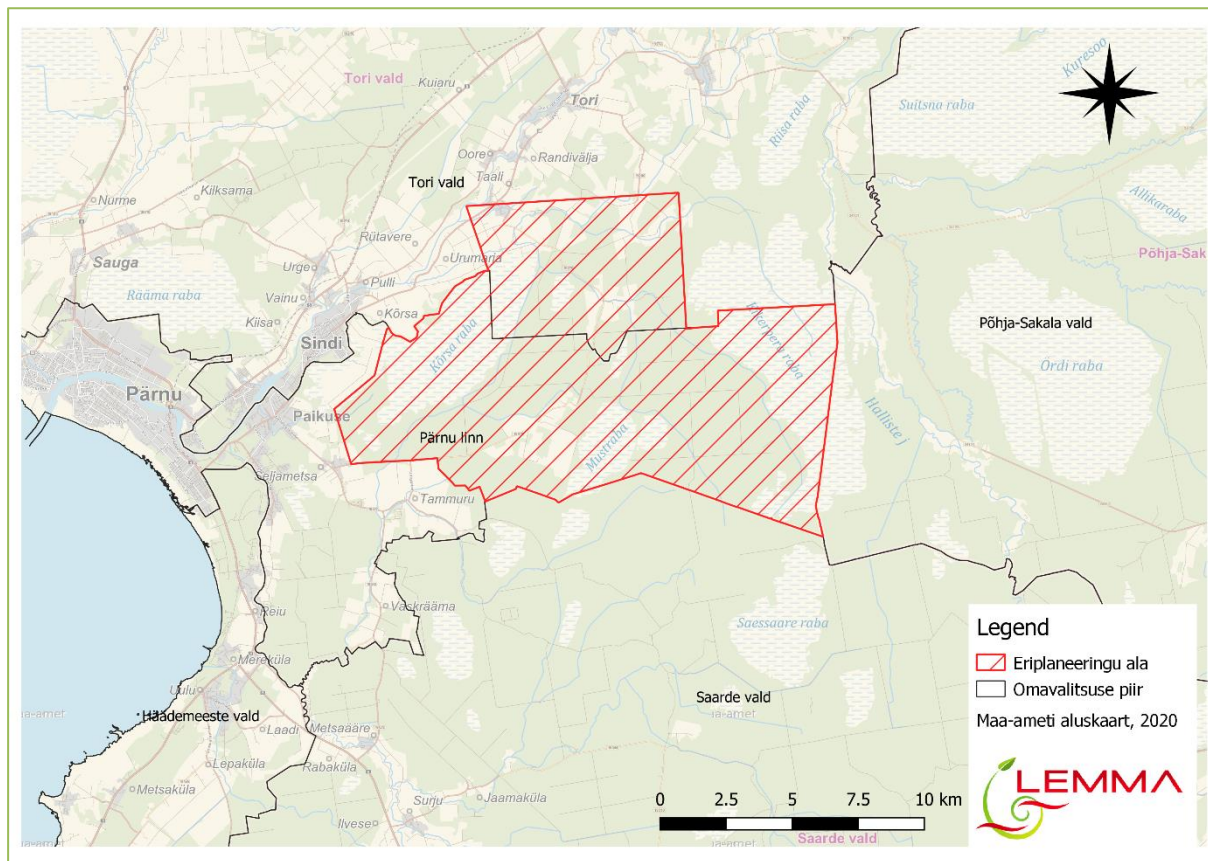 Kuresoo
Tori vald
Kuiaru
Suitsna raba
Tori
Riisa raba
Oore
Randivälja
Taali
Tori vald
Kilksama
Nurme
Allikaraba
Rütavere
Urumarja
Sauga
Urge
Pulli
Põhja-Sak
Rääma raba
Vainu
Kõrsa
Kiisa
Sindi
Põhja-Sakala vald
Kõrsa raba
Ordi raba
Pärnu
Halliste j
Paikuse
Pärnu linn
Mustraba
Seljametsa
Tammuru
Vaskrääma
Reiu
Saessaare raba
Legend
Mereküla
Eriplaneeringu ala
Uulu
Saarde vald
Omavalitsuse piir
maa-amet
Häädemeeste vald
Maa-ameti aluskaart, 2020
Laadi
Metsaääre
Lepaküla
Rabaküla
LEMMA
Metsaküla
Jaamaküla
0 2.5 5 7.5 10 km
Surju
Ilvese
Saarde vald